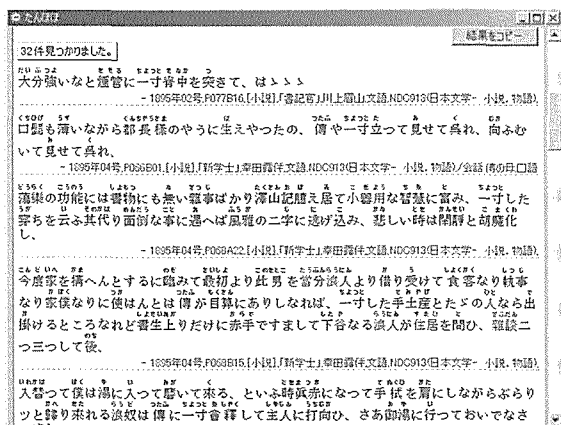 たんぽぽ
結果をコピー
32件見つかりました。
大分強いなと煙管に一寸脊中を突きて、はゝゝゝ
- 1895年02号,P077B16,[小説],『書記官』川上眉山,文語,NDC913(日本文学- 小説. 物語)
口髭も薄いながら郡長様のやうに生えやつたの、傳や一寸立つて見せて呉れ、向ふむ
いて見せて呉れ、
- 1895年04号,P066B01,[小説],『新学士』幸田露伴,文語,NDC913(日本文学- 小説. 物語)/会話
の功能には書物にも無い雜事ばかり澤山記臆え居て小器用な智慧に富み、一寸した
穿ちを云ふ其代り面倒な事に遇へば風雅の二字に逃げ込み、悲しい時は閑靜と胡魔化
し、
- 1895年04号,P068A22,[小説],『新学士』幸田露伴,文語,NDC913(日本文学- 小説. 物語)
今度家を搆へんとするに臨みて最初より此男を當分浪人より借り受けて食客なり執事
なり家僕なりに使はんとは傳が目算にありしなれば、一寸した手土産とたゞの人なら出
掛けるところなれど書生上りだけに赤手ですまして下谷なる浪人が住居を問ひ、雜談二
つ三つして後、
- 1895年04号,P068B15,[小説],『新学士』幸田露伴,文語,NDC913(日本文学- 小説. 物語)
入替つて僕は湯に入つて磨いて來る、といふ時眞赤になつて手拭を肩にしながらぶらり
ツと歸り來れる浪奴は傳に一寸會釋して主人に打向ひ、さあ御湯に行つておいでなさ